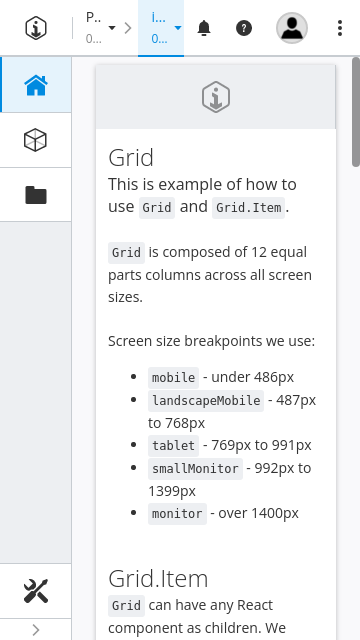 P..
0...
i...
0...
Grid
This is example of how to
use Grid and Grid.Item.
Grid is composed of 12 equal
parts columns across all screen
sizes.
Screen size breakpoints we use:
mobile - under 486px
landscapeMobile - 487px
to 768px
tablet - 769px to 991px
smallMonitor - 992px to
1399px
monitor - over 1400px
Grid.Item
Grid can have any React
component as children. We